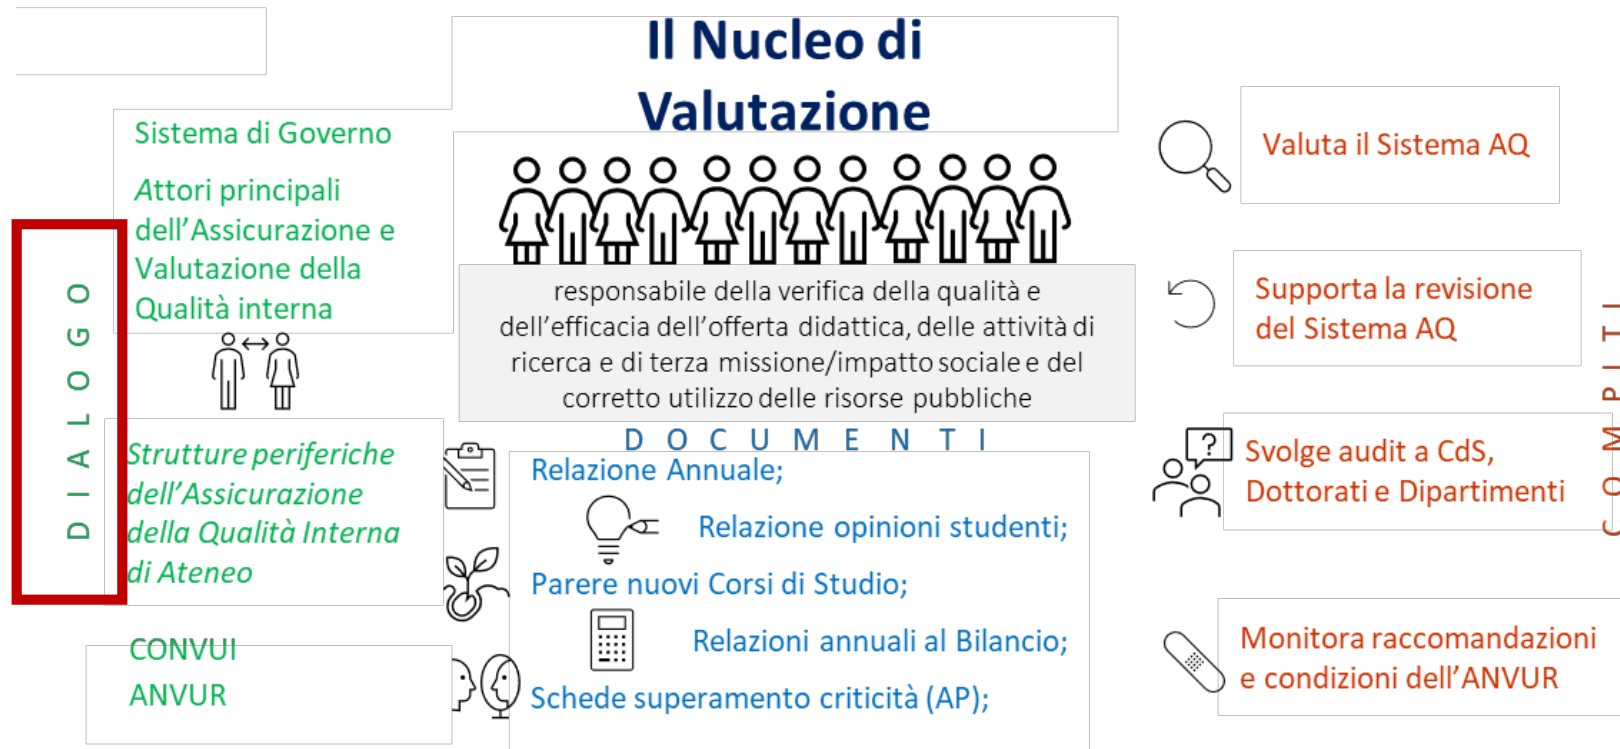 Il Nucleo di
Valutazione
DIALOGO
Sistema di Governo
Attori principali
dell'Assicurazione e
Valutazione della
Qualità interna
Strutture periferiche
dell'Assicurazione
della Qualità Interna
di Ateneo
CONVUI
ANVUR
responsabile della verifica della qualità e
dell'efficacia dell'offerta didattica, delle attività di
ricerca e di terza missione/impatto sociale e del
corretto utilizzo delle risorse pubbliche
DOCUMENTI
Relazione Annuale;
Relazione opinioni studenti;
Parere nuovi Corsi di Studio;
Relazioni annuali al Bilancio;
Schede superamento criticità (AP);
Valuta il Sistema AQ
Supporta la revisione
del Sistema AQ
?
Svolge audit a CdS,
Dottorati e Dipartimenti
Monitora raccomandazioni
e condizioni dell'ANVUR
COMPITI